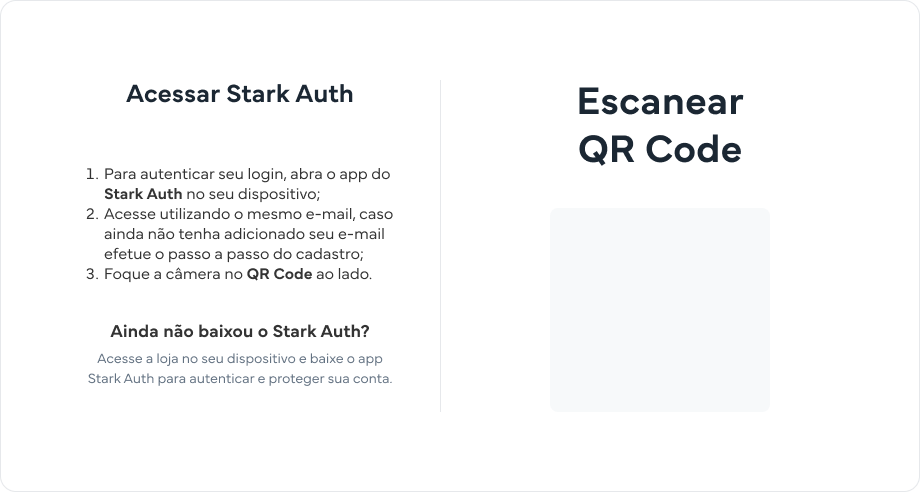 Acessar Stark Auth
1. Para autenticar seu login, abra o app do
Stark Auth no seu dispositivo;
2. Acesse utilizando o mesmo e-mail, caso
ainda não tenha adicionado seu e-mail
efetue o passo a passo do cadastro;
3. Foque a câmera no QR Code ao lado.
Ainda não baixou o Stark Auth?
Acesse a loja no seu dispositivo e baixe o app
Stark Auth para autenticar e proteger sua conta.
Escanear
QR Code